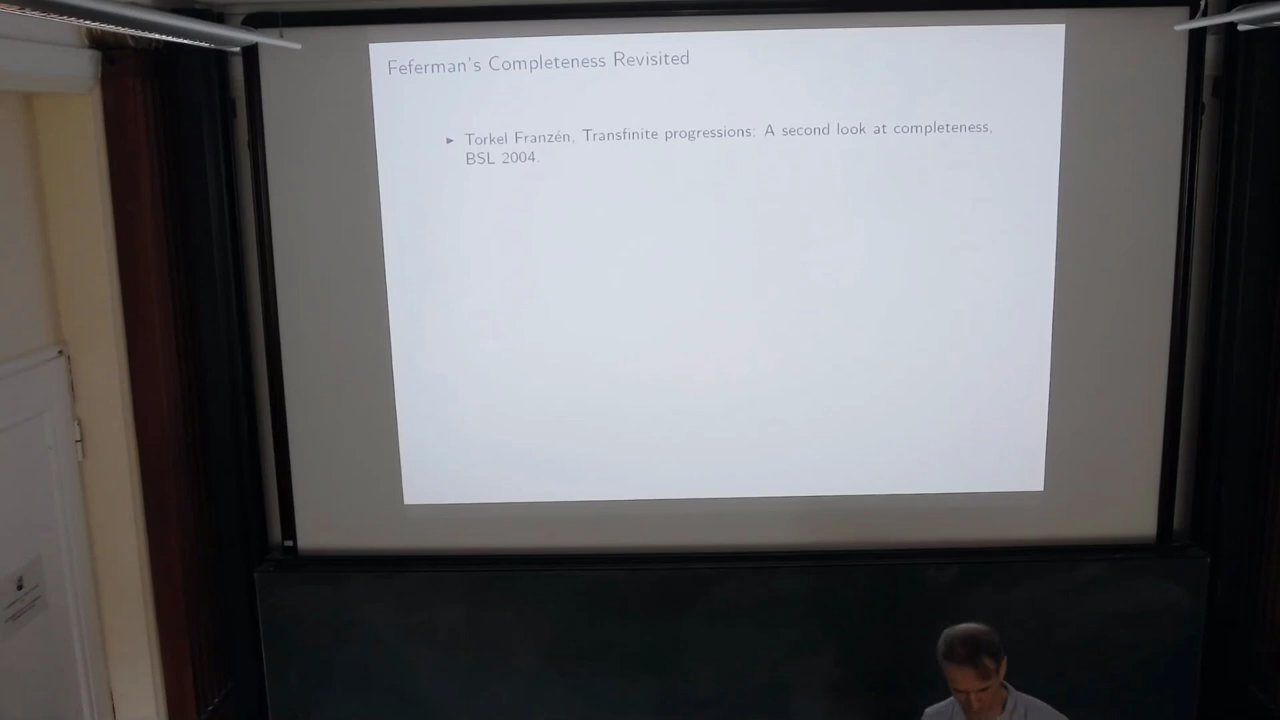 Feferman's Completeness Revisited
▸ Torkel Franzén, Transfinite progressions: A second look at completeness,
BSL 2004.